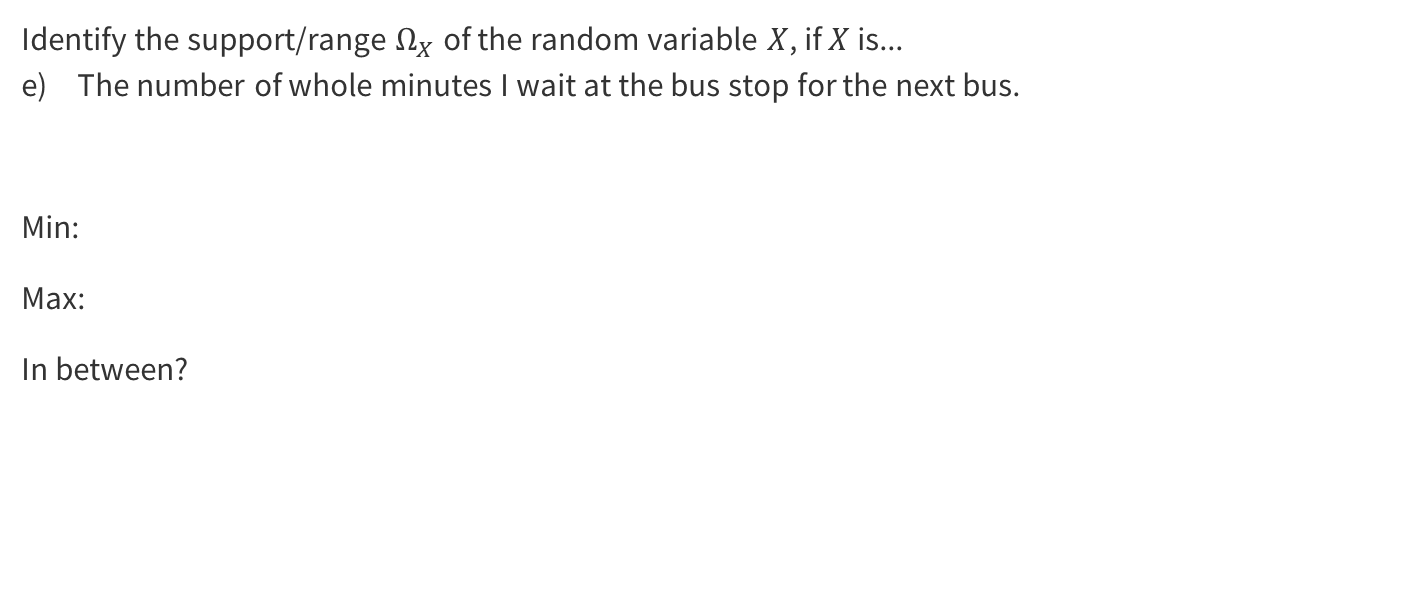 Identify the support/range Ω_X of the random variable X, if X is...
e) The number of whole minutes I wait at the bus stop for the next bus.
Min:
Max:
In between?